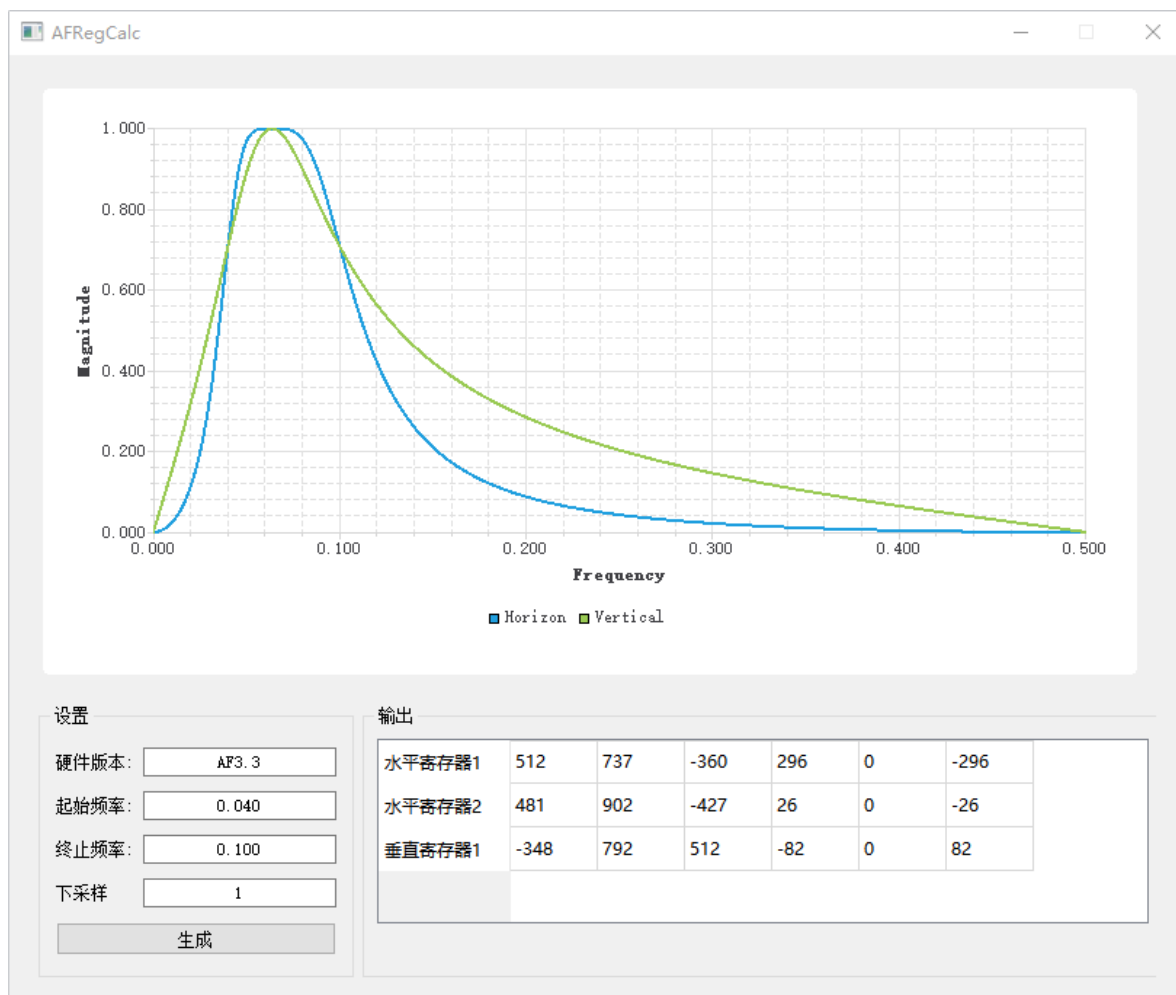 AFRegCalc
1.000
0.800
0.600
0.400
0.200
0.000
Magnitude
0.000 0.100 0.200 0.300 0.400 0.500
Frequency
Horizon Vertical
设置
硬件版本: AF3.3
起始频率: 0.040
终止频率: 0.100
下采样 1
生成
输出
水平寄存器1 512 737 -360 296 0 -296
水平寄存器2 481 902 -427 26 0 -26
垂直寄存器1 -348 792 512 -82 0 82